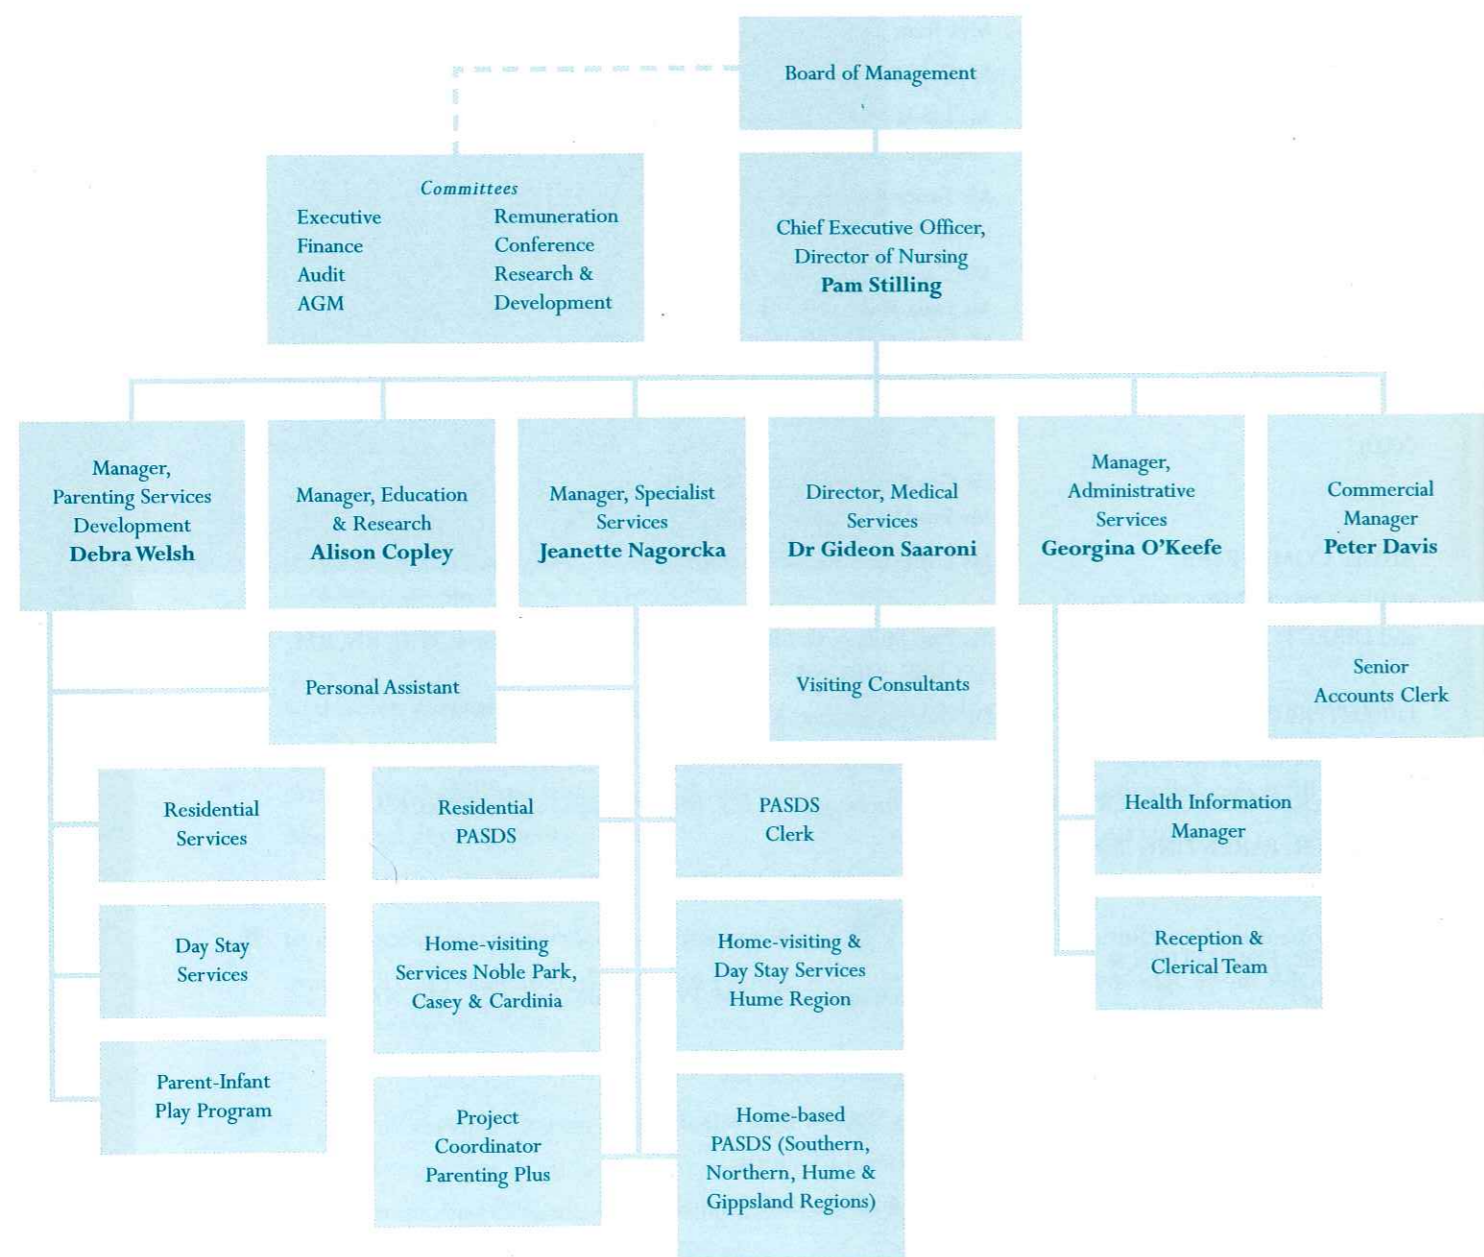 Board of Management
Committees
Executive
Finance
Audit
AGM
Remuneration
Conference
Research &
Development
Chief Executive Officer,
Director of Nursing
Pam Stilling
Manager,
Parenting Services
Development
Debra Welsh
Manager, Education
& Research
Alison Copley
Manager, Specialist
Services
Jeanette Nagorcka
Director, Medical
Services
Dr Gideon Saaroni
Manager,
Administrative
Services
Georgina O'Keefe
Commercial
Manager
Peter Davis
Personal Assistant
Visiting Consultants
Senior
Accounts Clerk
Residential
Services
Residential
PASDS
PASDS
Clerk
Health Information
Manager
Day Stay
Services
Home-visiting
Services Noble Park,
Casey & Cardinia
Home-visiting &
Day Stay Services
Hume Region
Reception &
Clerical Team
Parent-Infant
Play Program
Project
Coordinator
Parenting Plus
Home-based
PASDS (Southern,
Northern, Hume &
Gippsland Regions)